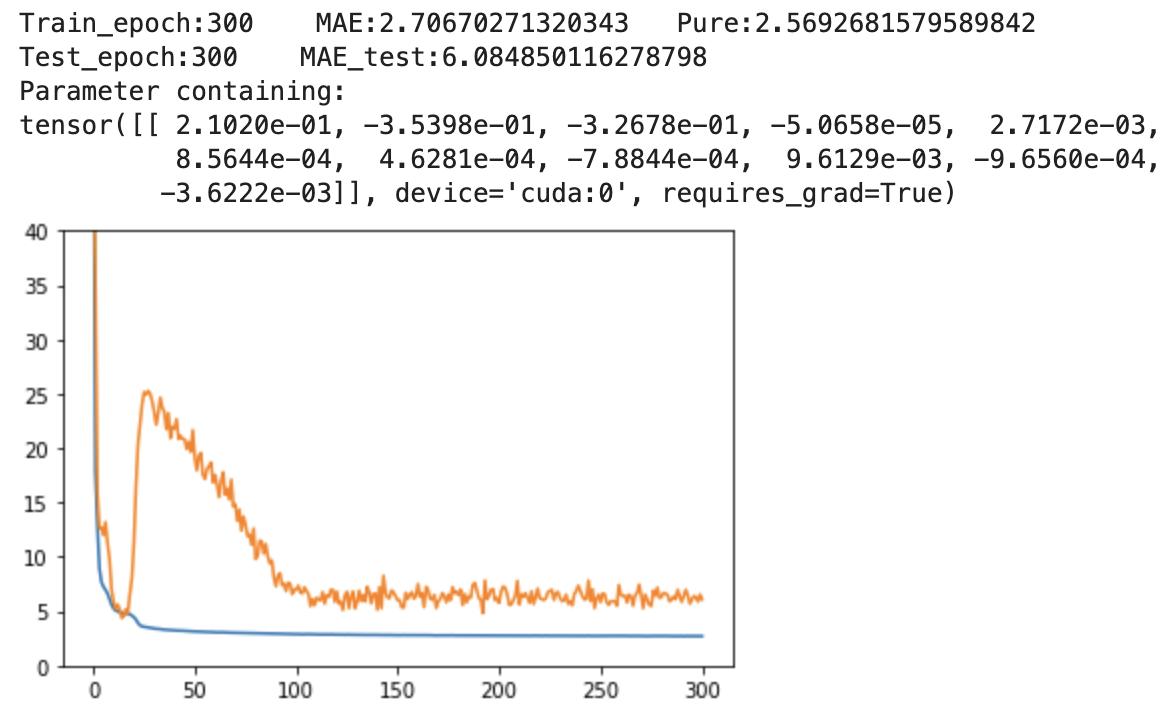 Train_epoch:300    MAE:2.70670271320343   Pure:2.5692681579589842
Test_epoch:300    MAE_test:6.084850116278798
Parameter containing:
tensor([[ 2.1020e-01, -3.5398e-01, -3.2678e-01, -5.0658e-05,  2.7172e-03,
          8.5644e-04,  4.6281e-04, -7.8844e-04,  9.6129e-03, -9.6560e-04,
         -3.6222e-03]], device='cuda:0', requires_grad=True)
40
35
30
25
20
15
10
5
0
0 50 100 150 200 250 300